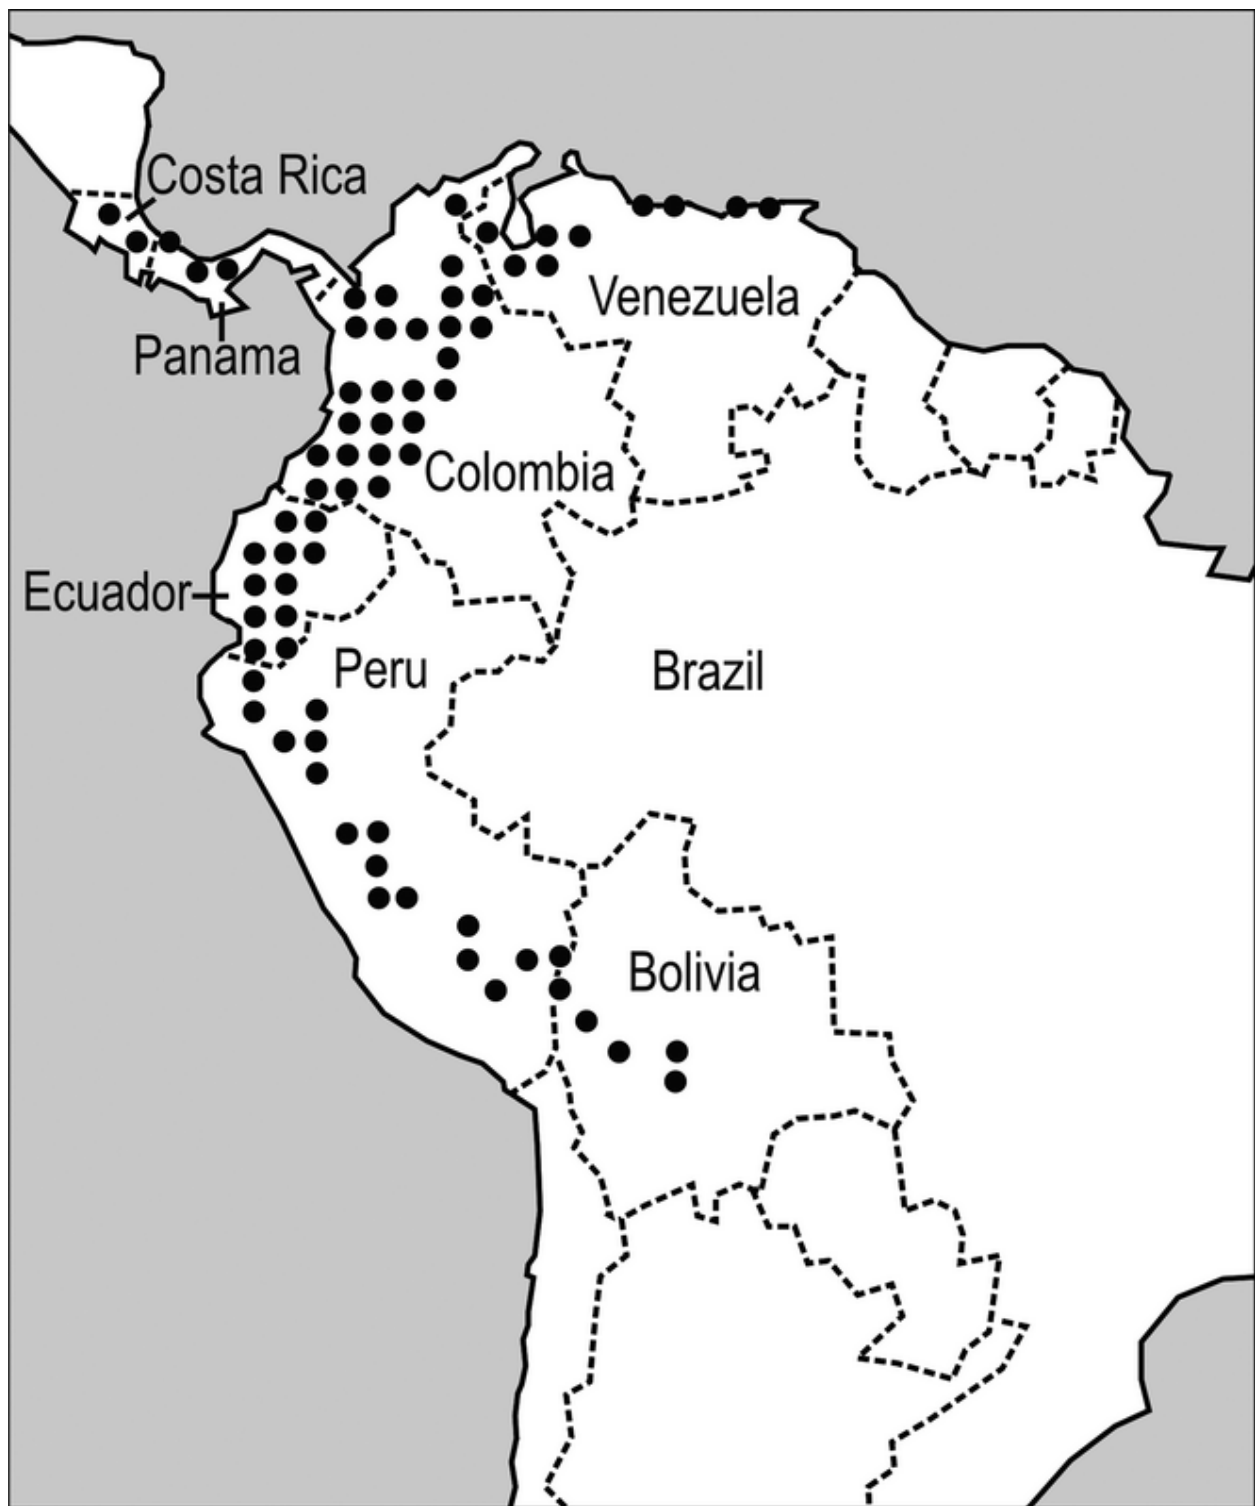 Costa Rica
Venezuela
Panama
Colombia
Ecuador
Peru
Brazil
Bolivia